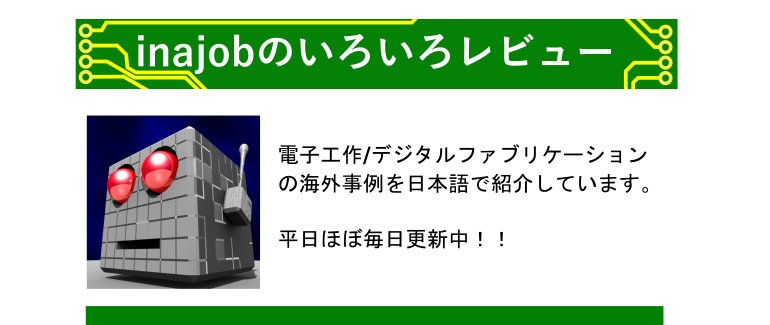 inajobのいろいろレビュー
電子工作/デジタルファブリケーション
の海外事例を日本語で紹介しています。
平日ほぼ毎日更新中！！